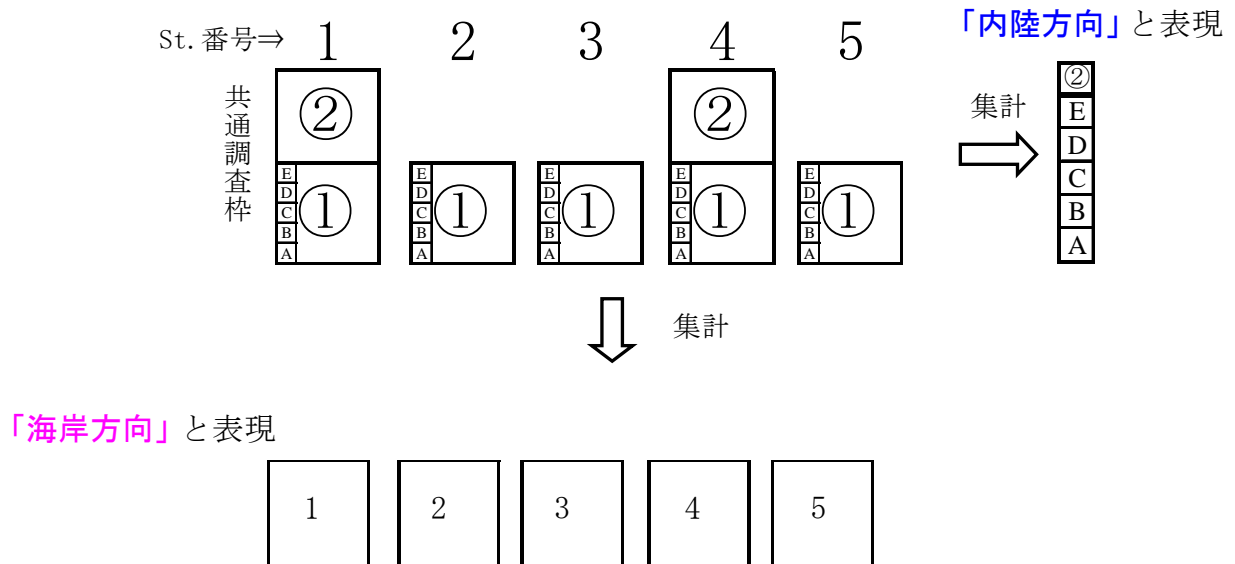 「内陸方向」と表現
St.番号⇒ 1 2 3 4 5
共通調査枠
② ②
集計
②
E
D
C
B
A
E E E E E
D D D D D
C C C C C
B B B B B
A A A A A
① ① ① ① ①
集計
「海岸方向」と表現
1 2 3 4 5